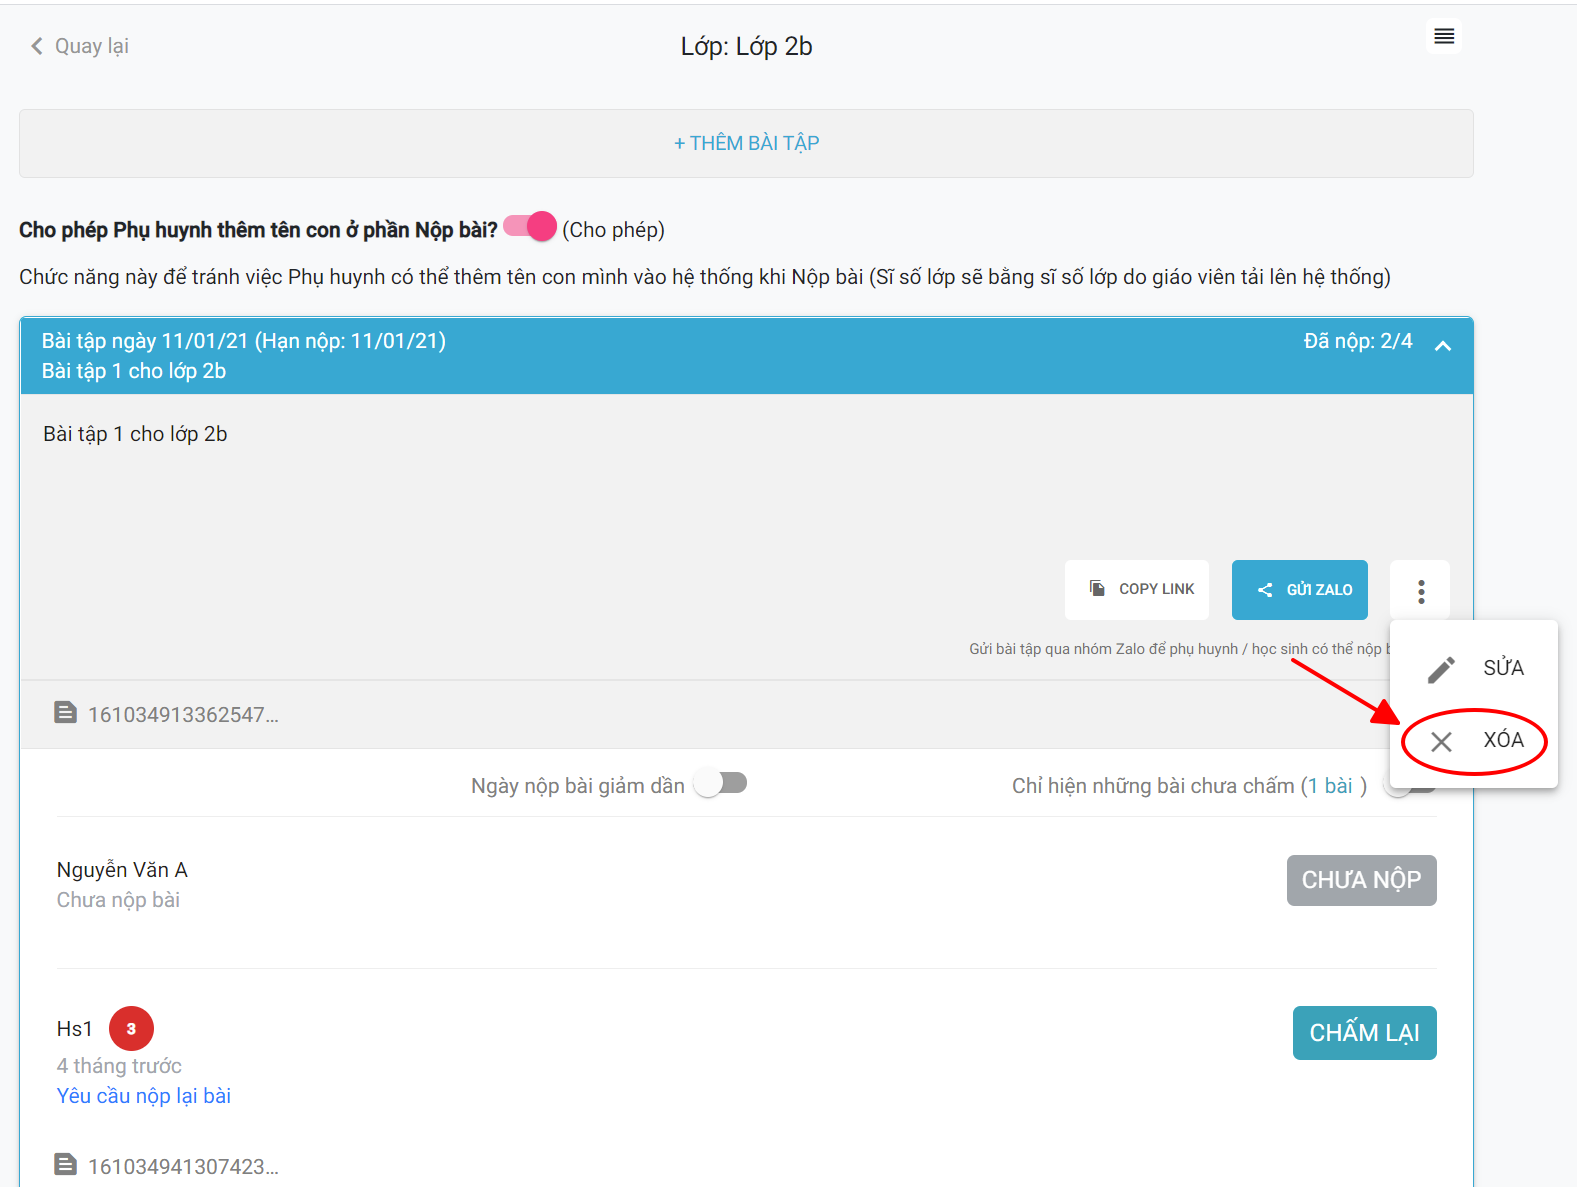 Quay lại
Lớp: Lớp 2b
+ THÊM BÀI TẬP
Cho phép Phụ huynh thêm tên con ở phần Nộp bài? (Cho phép)
Chức năng này để tránh việc Phụ huynh có thể thêm tên con mình vào hệ thống khi Nộp bài (Sĩ số lớp sẽ bằng sĩ số lớp do giáo viên tải lên hệ thống)
Bài tập ngày 11/01/21 (Hạn nộp: 11/01/21) Đã nộp: 2/4
Bài tập 1 cho lớp 2b
Bài tập 1 cho lớp 2b
COPY LINK GỬI ZALO
Gửi bài tập qua nhóm Zalo để phụ huynh / học sinh có thể nộp
SỬA
XÓA
161034913362547...
Ngày nộp bài giảm dần Chỉ hiện những bài chưa chấm (1 bài )
Nguyễn Văn A
Chưa nộp bài
CHƯA NỘP
Hs1 3
4 tháng trước
Yêu cầu nộp lại bài
CHẤM LẠI
161034941307423...